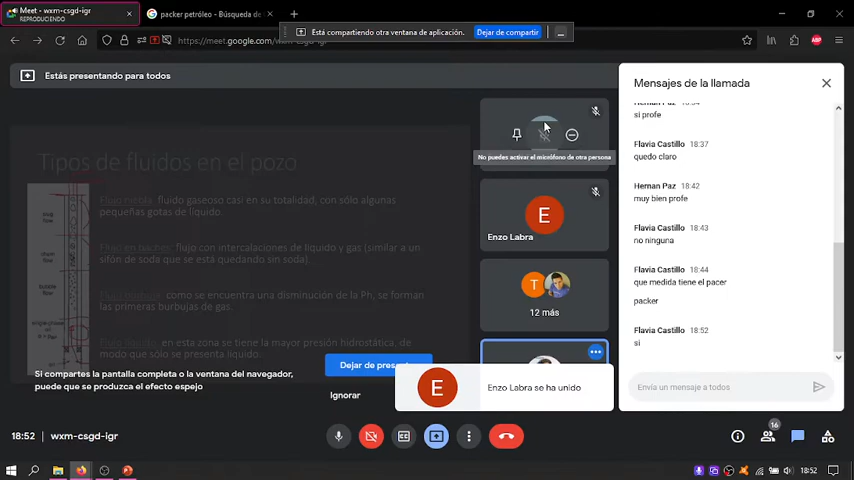 Meet - wxm-csgd-igr
REPRODUCIENDO
packer petróleo - Búsqueda de
Está compartiendo otra ventana de aplicación.
Dejar de compartir
https://meet.google.com/wxm-csgd-igr
ABP
Estás presentando para todos
Tipos de fluidos en el pozo
Flujo niebla: fluido gaseoso casi en su totalidad, con sólo algunas
pequeñas gotas de líquido.
flujo con intercalaciones de líquido y gas (similar a un
sifón de soda que se está quedando sin soda).
como se encuentra una disminución de la Ph, se forman
las primeras burbujas de gas.
en esta zona se tiene la mayor presión hidrostática, de
modo que sólo se presenta líquido.
No puedes activar el micrófono de otra persona
E
Enzo Labra
T
12 más
Si compartes la pantalla completa o la ventana del navegador,
puede que se produzca el efecto espejo
Dejar de prese
Ignorar
E
Enzo Labra se ha unido
Mensajes de la llamada
Hernan Paz
si profe
Flavia Castillo 18:37
quedo claro
Hernan Paz 18:42
muy bien profe
Flavia Castillo 18:43
no ninguna
Flavia Castillo 18:44
que medida tiene el pacer
packer
Flavia Castillo 18:52
si
Envía un mensaje a todos
18:52
wxm-csgd-igr
16
18:52